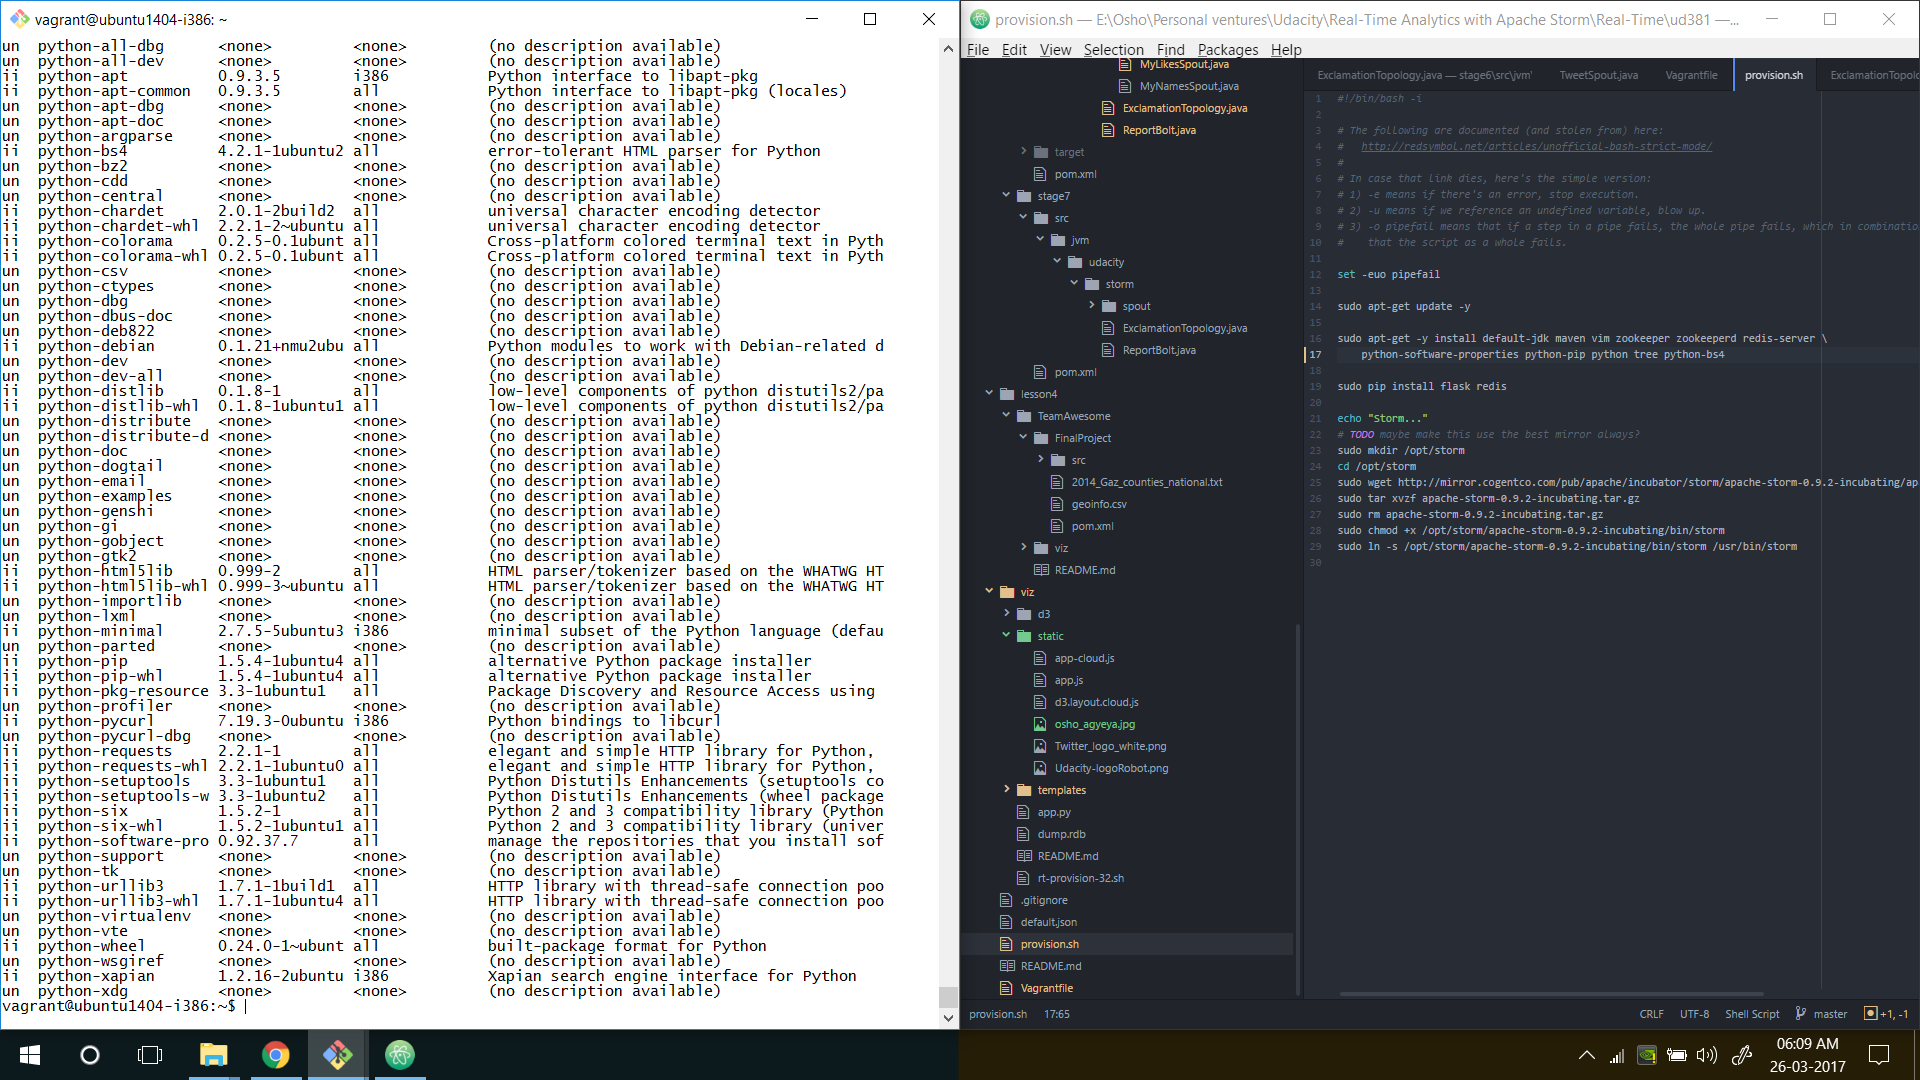 vagrant@ubuntu1404-i386: ~
un python-all-dbg <none> <none> (no description available)
un python-all-dev <none> <none> (no description available)
ii python-apt 0.9.3.5 i386 Python interface to libapt-pkg
ii python-apt-common 0.9.3.5 all Python interface to libapt-pkg (locales)
un python-apt-dbg <none> <none> (no description available)
un python-apt-doc <none> <none> (no description available)
un python-argparse <none> <none> (no description available)
ii python-bs4 4.2.1-1ubuntu2 all error-tolerant HTML parser for Python
un python-bz2 <none> <none> (no description available)
un python-cdd <none> <none> (no description available)
un python-central <none> <none> (no description available)
ii python-chardet 2.0.1-2build2 all universal character encoding detector
ii python-chardet-whl 2.2.1-2~ubuntu all universal character encoding detector
ii python-colorama 0.2.5-0.1ubunt all Cross-platform colored terminal text in Pyth
ii python-colorama-whl 0.2.5-0.1ubunt all Cross-platform colored terminal text in Pyth
un python-csv <none> <none> (no description available)
un python-ctypes <none> <none> (no description available)
un python-dbg <none> <none> (no description available)
un python-dbus-doc <none> <none> (no description available)
un python-deb822 <none> <none> (no description available)
ii python-debian 0.1.21+nmu2ubu all Python modules to work with Debian-related d
un python-dev <none> <none> (no description available)
un python-dev-all <none> <none> (no description available)
ii python-distlib 0.1.8-1 all low-level components of python distutils2/pa
ii python-distlib-whl 0.1.8-1ubuntu1 all low-level components of python distutils2/pa
un python-distribute <none> <none> (no description available)
un python-distribute-d <none> <none> (no description available)
un python-doc <none> <none> (no description available)
un python-dogtail <none> <none> (no description available)
un python-email <none> <none> (no description available)
un python-examples <none> <none> (no description available)
un python-genshi <none> <none> (no description available)
un python-gi <none> <none> (no description available)
un python-gobject <none> <none> (no description available)
un python-gtk2 <none> <none> (no description available)
ii python-html5lib 0.999-2 all HTML parser/tokenizer based on the WHATWG HT
ii python-html5lib-whl 0.999-3~ubuntu all HTML parser/tokenizer based on the WHATWG HT
un python-importlib <none> <none> (no description available)
un python-lxml <none> <none> (no description available)
ii python-minimal 2.7.5-5ubuntu3 i386 minimal subset of the Python language (defau
un python-parted <none> <none> (no description available)
ii python-pip 1.5.4-1ubuntu4 all alternative Python package installer
ii python-pip-whl 1.5.4-1ubuntu4 all alternative Python package installer
ii python-pkg-resource 3.3-1ubuntu1 all Package Discovery and Resource Access using
un python-profiler <none> <none> (no description available)
ii python-pycurl 7.19.3-0ubuntu i386 Python bindings to libcurl
un python-pycurl-dbg <none> <none> (no description available)
ii python-requests 2.2.1-1 all elegant and simple HTTP library for Python,
ii python-requests-whl 2.2.1-1ubuntu0 all elegant and simple HTTP library for Python,
ii python-setuptools 3.3-1ubuntu1 all Python Distutils Enhancements (setuptools co
ii python-setuptools-w 3.3-1ubuntu2 all Python Distutils Enhancements (wheel package
ii python-six 1.5.2-1 all Python 2 and 3 compatibility library (Python
ii python-six-whl 1.5.2-1ubuntu1 all Python 2 and 3 compatibility library (univer
ii python-software-pro 0.92.37.7 all manage the repositories that you install sof
un python-support <none> <none> (no description available)
un python-tk <none> <none> (no description available)
ii python-urllib3 1.7.1-1build1 all HTTP library with thread-safe connection poo
ii python-urllib3-whl 1.7.1-1ubuntu4 all HTTP library with thread-safe connection poo
un python-virtualenv <none> <none> (no description available)
un python-vte <none> <none> (no description available)
ii python-wheel 0.24.0-1~ubunt all built-package format for Python
un python-wsgiref <none> <none> (no description available)
ii python-xapian 1.2.16-2ubuntu i386 Xapian search engine interface for Python
un python-xdg <none> <none> (no description available)
vagrant@ubuntu1404-i386:~$
provision.sh — E:\Osho\Personal ventures\Udacity\Real-Time Analytics with Apache Storm\Real-Time\ud381 —...
File Edit View Selection Find Packages Help
MyLikesSpout.java
MyNamesSpout.java
ExclamationTopology.java
ReportBolt.java
target
pom.xml
stage7
src
jvm
udacity
storm
spout
ExclamationTopology.java
ReportBolt.java
pom.xml
lesson4
TeamAwesome
FinalProject
src
2014_Gaz_counties_national.txt
geoinfo.csv
pom.xml
viz
README.md
viz
d3
static
app-cloud.js
app.js
d3.layout.cloud.js
osho_agyeya.jpg
Twitter_logo_white.png
Udacity-logoRobot.png
templates
app.py
dump.rdb
README.md
rt-provision-32.sh
.gitignore
default.json
provision.sh
README.md
Vagrantfile
ExclamationTopology.java — stage6\src\jvm\ TweetSpout.java Vagrantfile provision.sh ExclamationTopol
1 #!/bin/bash -i
2
3 # The following are documented (and stolen from) here:
4 # http://redsymbol.net/articles/unofficial-bash-strict-mode/
5 #
6 # In case that link dies, here's the simple version:
7 # 1) -e means if there's an error, stop execution.
8 # 2) -u means if we reference an undefined variable, blow up.
9 # 3) -o pipefail means that if a step in a pipe fails, the whole pipe fails, which in combinatio
10 # that the script as a whole fails.
11
12 set -euo pipefail
13
14 sudo apt-get update -y
15
16 sudo apt-get -y install default-jdk maven vim zookeeper zookeeperd redis-server \
17 python-software-properties python-pip python tree python-bs4
18
19 sudo pip install flask redis
20
21 echo "Storm..."
22 # TODO maybe make this use the best mirror always?
23 sudo mkdir /opt/storm
24 cd /opt/storm
25 sudo wget http://mirror.cogentco.com/pub/apache/incubator/storm/apache-storm-0.9.2-incubating/ap
26 sudo tar xvzf apache-storm-0.9.2-incubating.tar.gz
27 sudo rm apache-storm-0.9.2-incubating.tar.gz
28 sudo chmod +x /opt/storm/apache-storm-0.9.2-incubating/bin/storm
29 sudo ln -s /opt/storm/apache-storm-0.9.2-incubating/bin/storm /usr/bin/storm
30
provision.sh 17:65 CRLF UTF-8 Shell Script master +1, -1
06:09 AM
26-03-2017